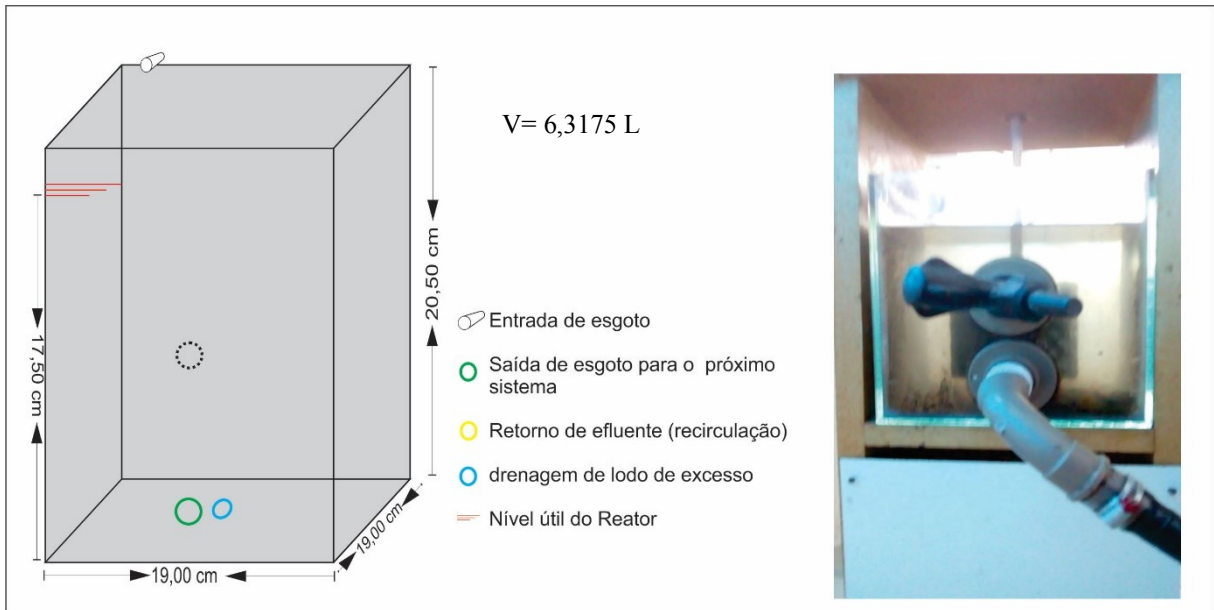 V= 6,3175 L
20,50 cm
17,50 cm
19,00 cm
19,00 cm
Entrada de esgoto
Saída de esgoto para o próximo
sistema
Retorno de efluente (recirculação)
drenagem de lodo de excesso
Nível útil do Reator